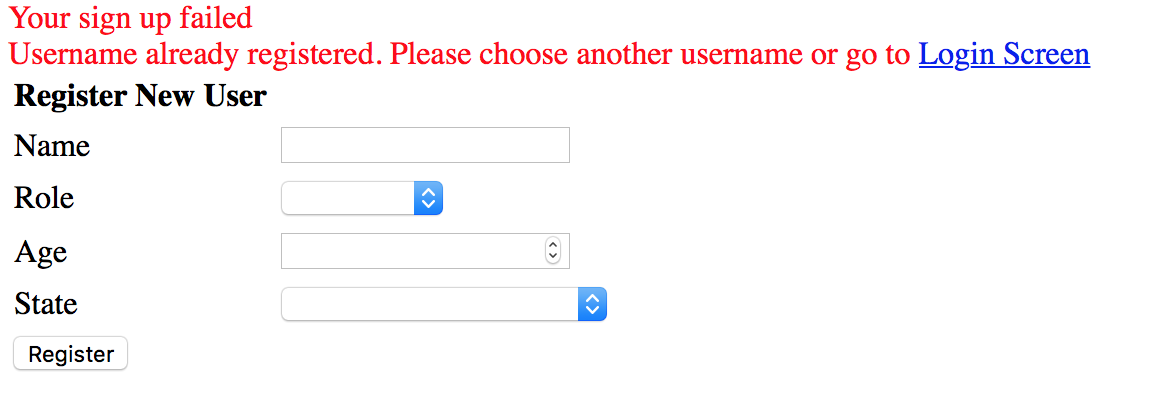 Your sign up failed
Username already registered. Please choose another username or go to Login Screen
Register New User
Name
Role
Age
State
Register